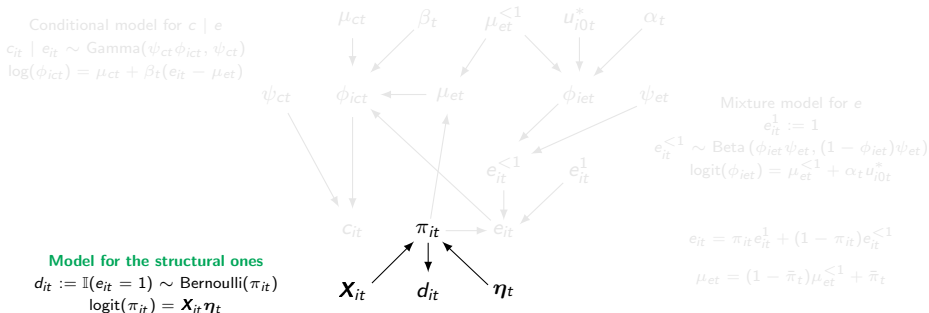 μ_ct β_t μ_et^{<1} u*_{i0t} α_t
Conditional model for c | e
c_it | e_it ∼ Gamma(ψ_ct ϕ_ict, ψ_ct)
log(ϕ_ict) = μ_ct + β_t(e_it − μ_et)
ψ_ct ϕ_ict μ_et ϕ_iet ψ_et
Mixture model for e
e_it^1 := 1
e_it^{<1} ∼ Beta (ϕ_iet ψ_et, (1 − ϕ_iet)ψ_et)
logit(ϕ_iet) = μ_et^{<1} + α_t u*_{i0t}
e_it^{<1} e_it^1
c_it π_it e_it
e_it = π_it e_it^1 + (1 − π_it)e_it^{<1}
μ_et = (1 − π̄_t)μ_et^{<1} + π̄_t
Model for the structural ones
d_it := 𝕀(e_it = 1) ∼ Bernoulli(π_it)
logit(π_it) = X_it η_t
X_it d_it η_t